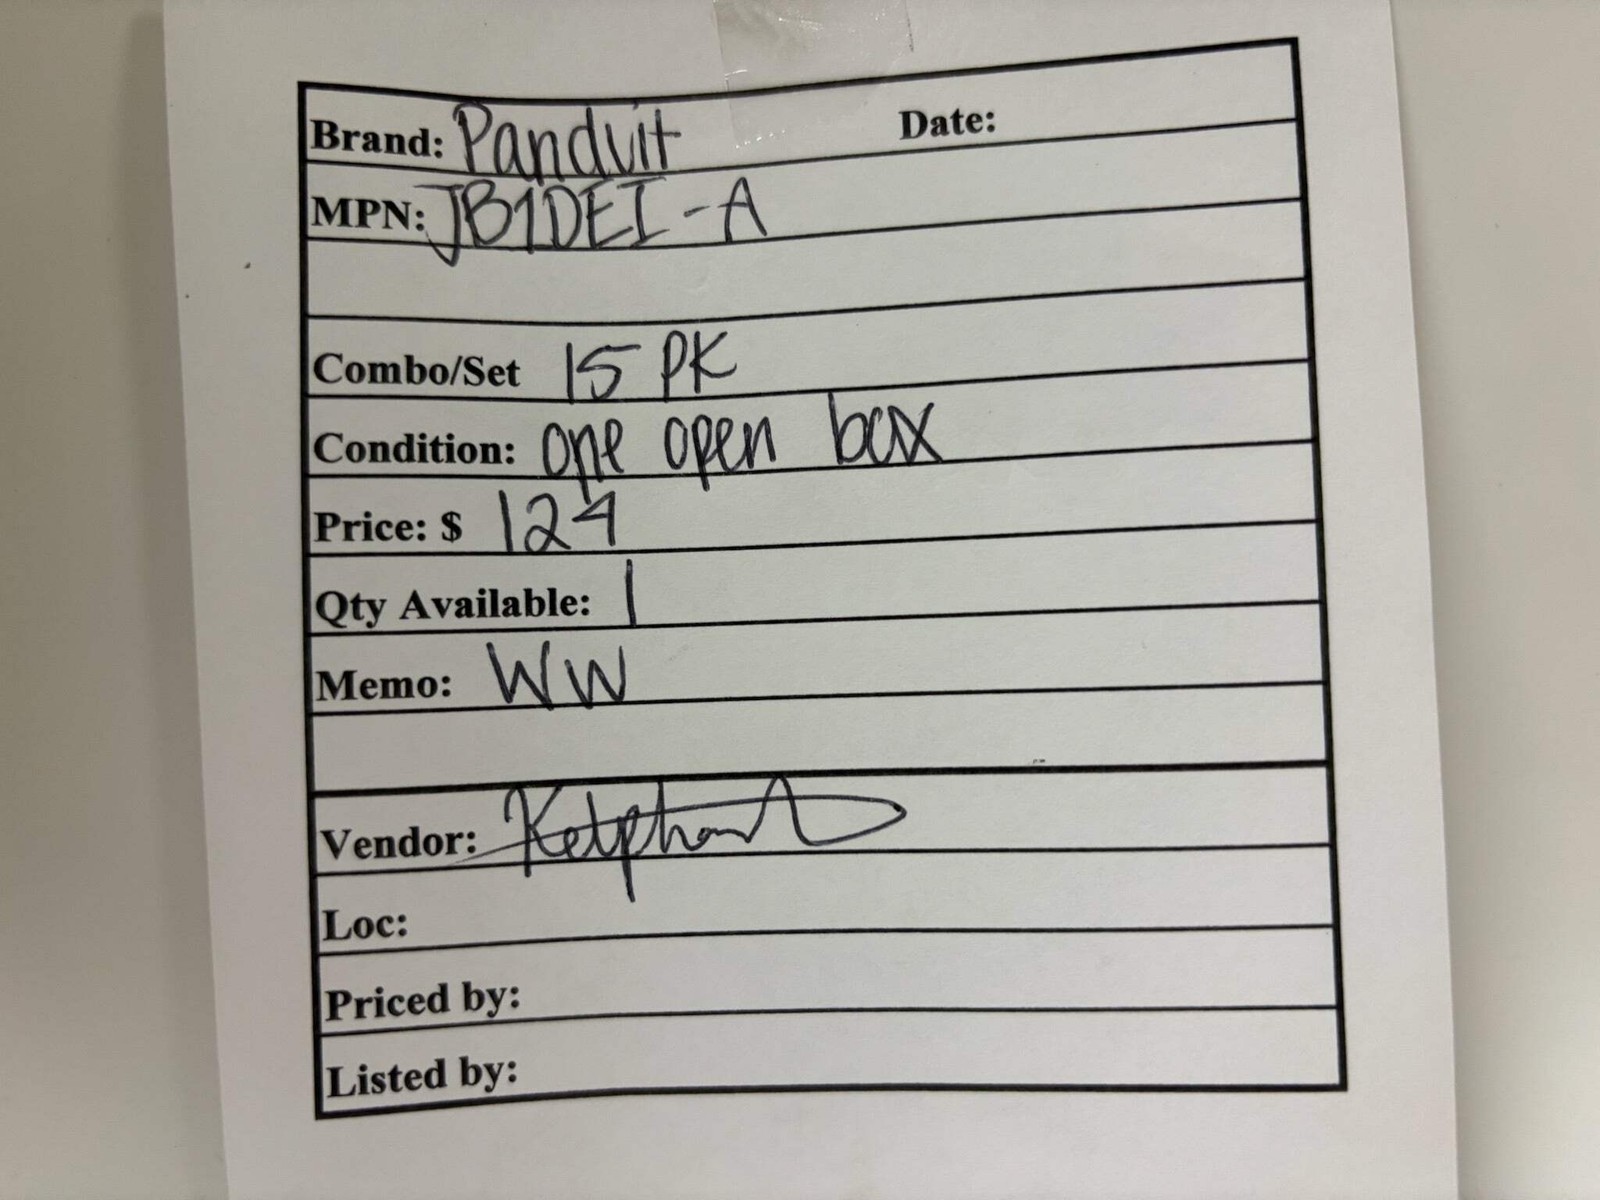 Brand: Panduit Date:
MPN: JB1DEI-A
Combo/Set 15 PK
Condition: one open box
Price: $ 124
Qty Available: 1
Memo: WW
Vendor:
Loc:
Priced by:
Listed by: